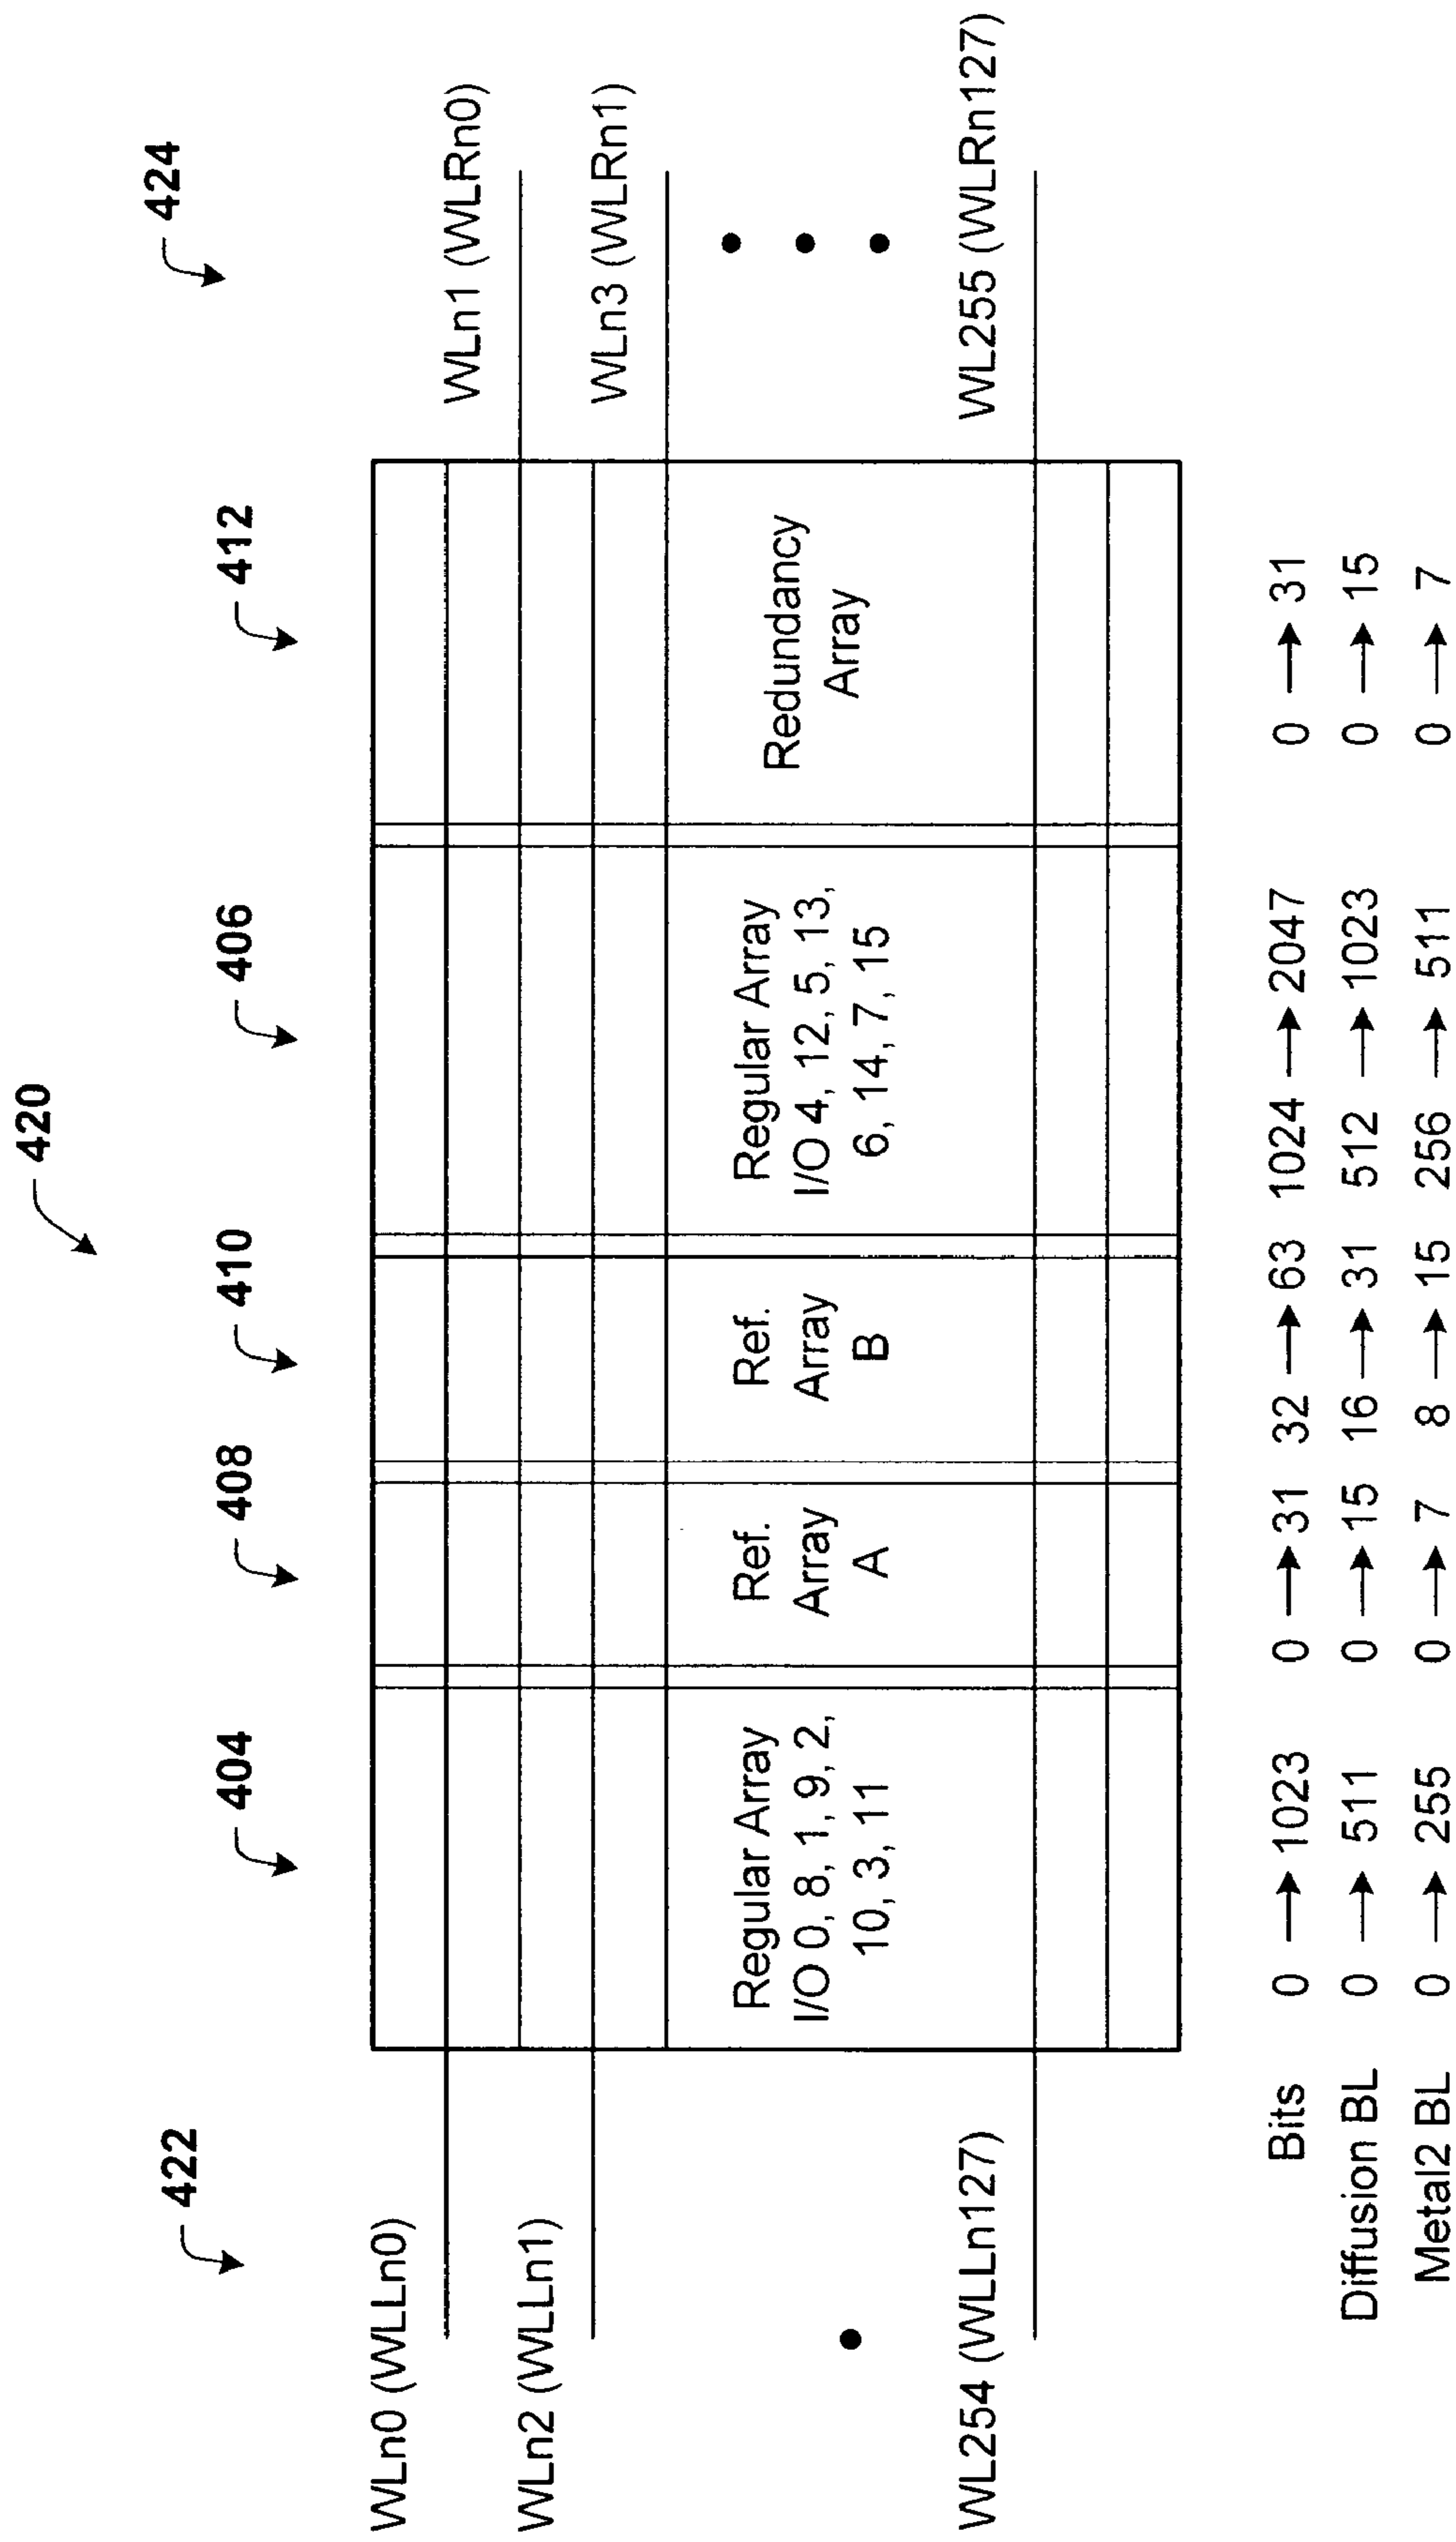 420
422
404
408
410
406
412
424
WLn0 (WLLn0)
WLn1 (WLRn0)
WLn2 (WLLn1)
WLn3 (WLRn1)
Regular Array
I/O 0, 8, 1, 9, 2,
10, 3, 11
Ref.
Array
A
Ref.
Array
B
Regular Array
I/O 4, 12, 5, 13,
6, 14, 7, 15
Redundancy
Array
WL254 (WLLn127)
WL255 (WLRn127)
Bits 0 → 1023 0 → 31 32 → 63 1024 → 2047 0 → 31
Diffusion BL 0 → 511 0 → 15 16 → 31 512 → 1023 0 → 15
Metal2 BL 0 → 255 0 → 7 8 → 15 256 → 511 0 → 7